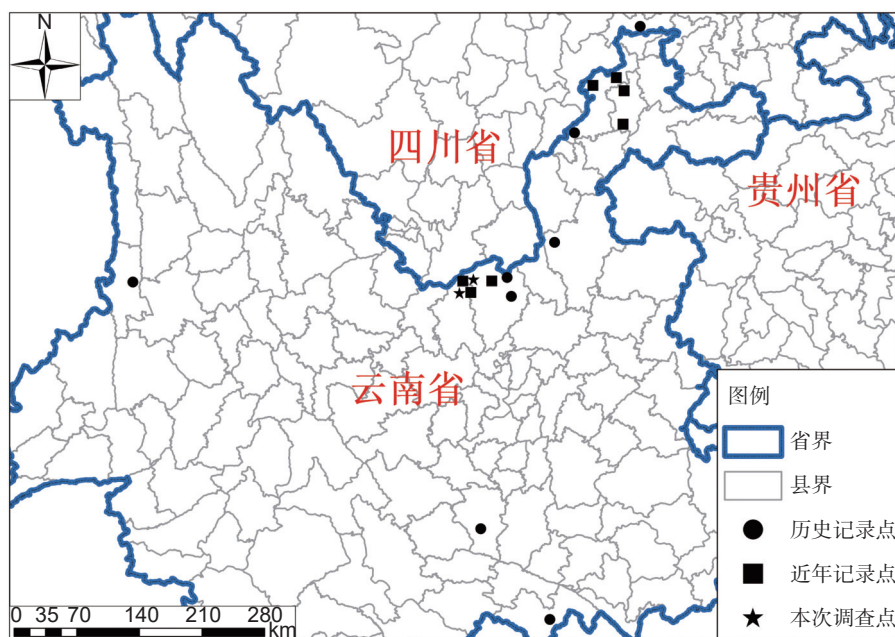 N
四川省
贵州省
云南省
图例
省界
县界
历史记录点
近年记录点
本次调查点
0 35 70 140 210 280
km